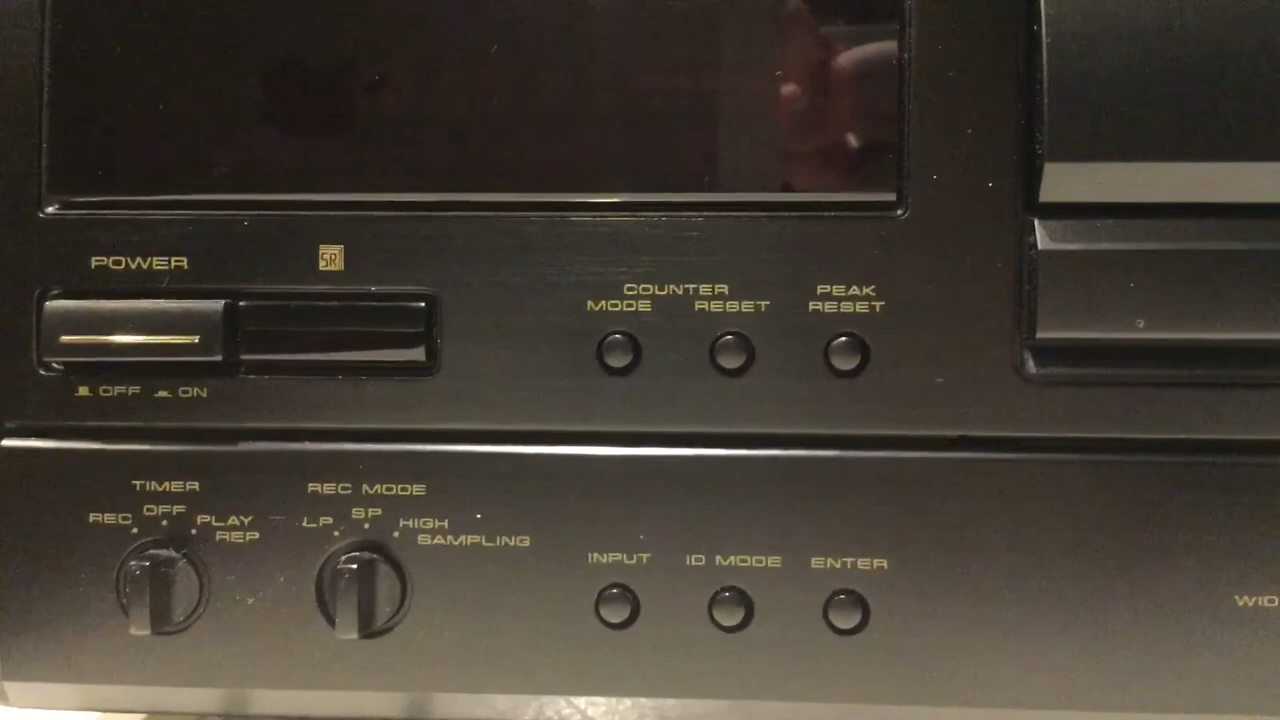 POWER
SR
COUNTER
MODE RESET
PEAK
RESET
OFF ON
TIMER
REC OFF PLAY
REP
REC MODE
LP SP HIGH
SAMPLING
INPUT ID MODE ENTER
WID